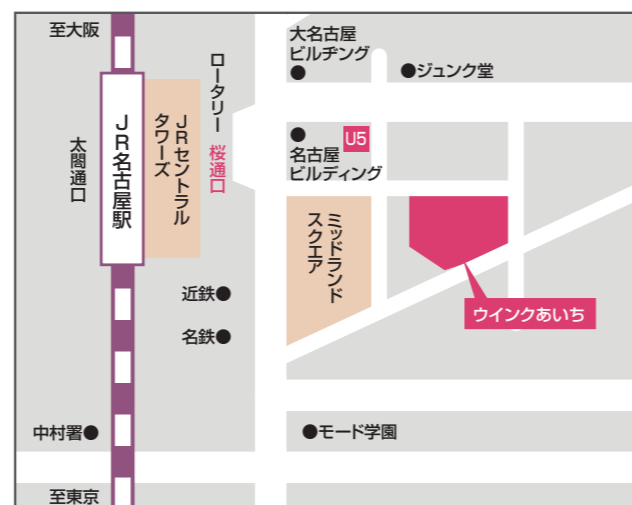 至大阪
大名古屋
ビルヂング
●ジュンク堂
ロータリー
桜通口
JRセントラル
タワーズ
JR名古屋駅
太閤通口
U5
名古屋
ビルディング
ミッドランド
スクエア
近鉄●
名鉄●
ウインクあいち
中村署●
●モード学園
至東京